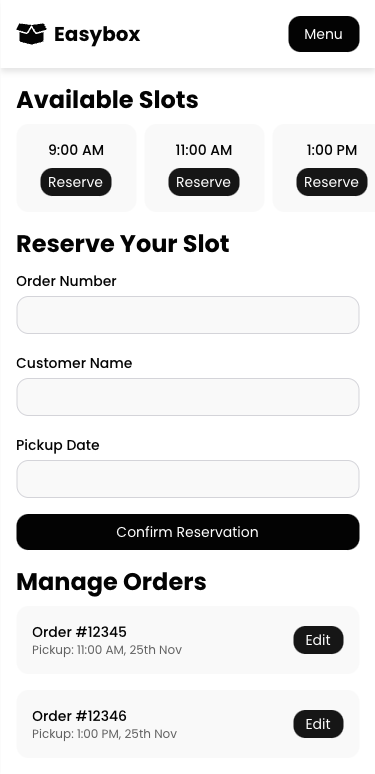 Easybox
Menu
Available Slots
9:00 AM
Reserve
11:00 AM
Reserve
1:00 PM
Reserve
Reserve Your Slot
Order Number
Customer Name
Pickup Date
Confirm Reservation
Manage Orders
Order #12345
Pickup: 11:00 AM, 25th Nov
Edit
Order #12346
Pickup: 1:00 PM, 25th Nov
Edit